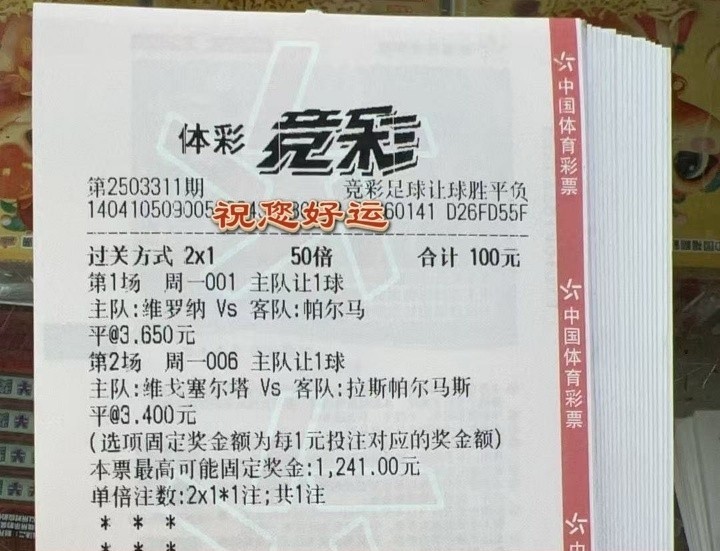 体彩 竞彩
第2503311期 竞彩足球让球胜平负
140410509005 60141 D26FD55F
祝您好运
过关方式 2x1 50倍 合计 100元
第1场 周一001 主队让1球
主队:维罗纳 Vs 客队:帕尔马
平@3.650元
第2场 周一006 主队让1球
主队:维戈塞尔塔 Vs 客队:拉斯帕尔马斯
平@3.400元
(选项固定奖金额为每1元投注对应的奖金额)
本票最高可能固定奖金:1,241.00元
单倍注数:2x1*1注;共1注
* * *
* * *
中国体育彩票
中国体育彩票
中